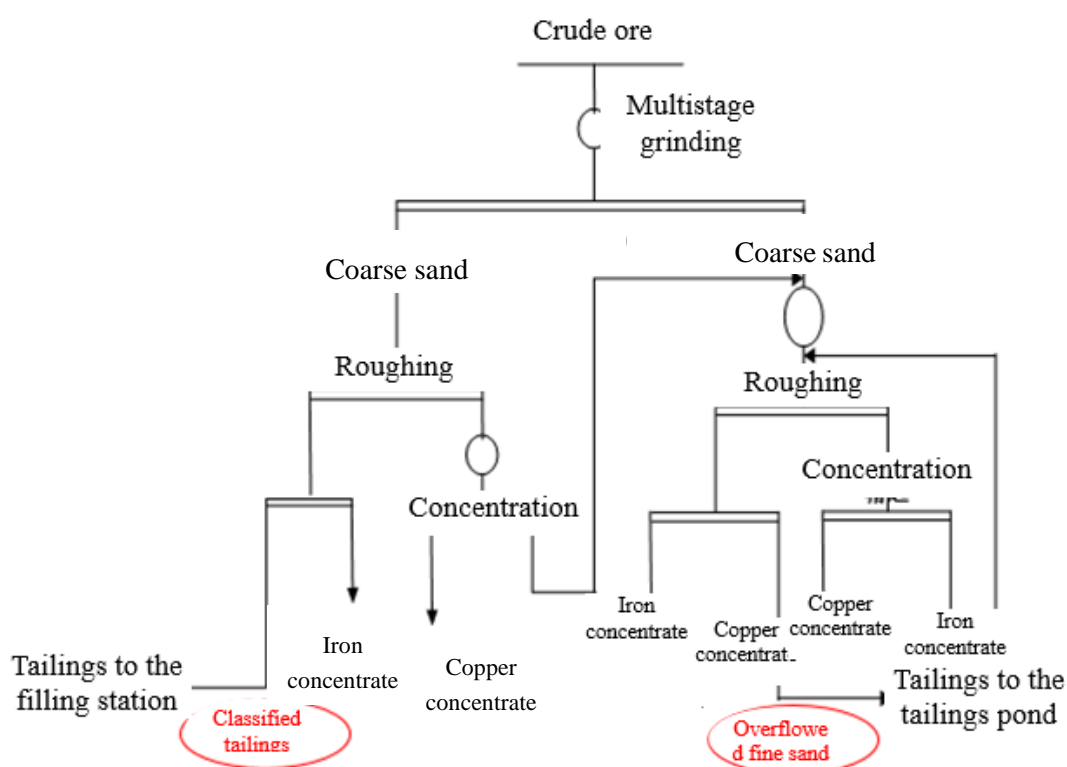 Crude ore
Multistage
grinding
Coarse sand
Coarse sand
Roughing
Roughing
Concentration
Concentration
Iron
concentrate
Copper
concentrat
Copper
concentrate
Iron
concentrate
Iron
concentrate
Copper
concentrate
Tailings to the
filling station
Tailings to the
tailings pond
Classified
tailings
Overflowe
d fine sand